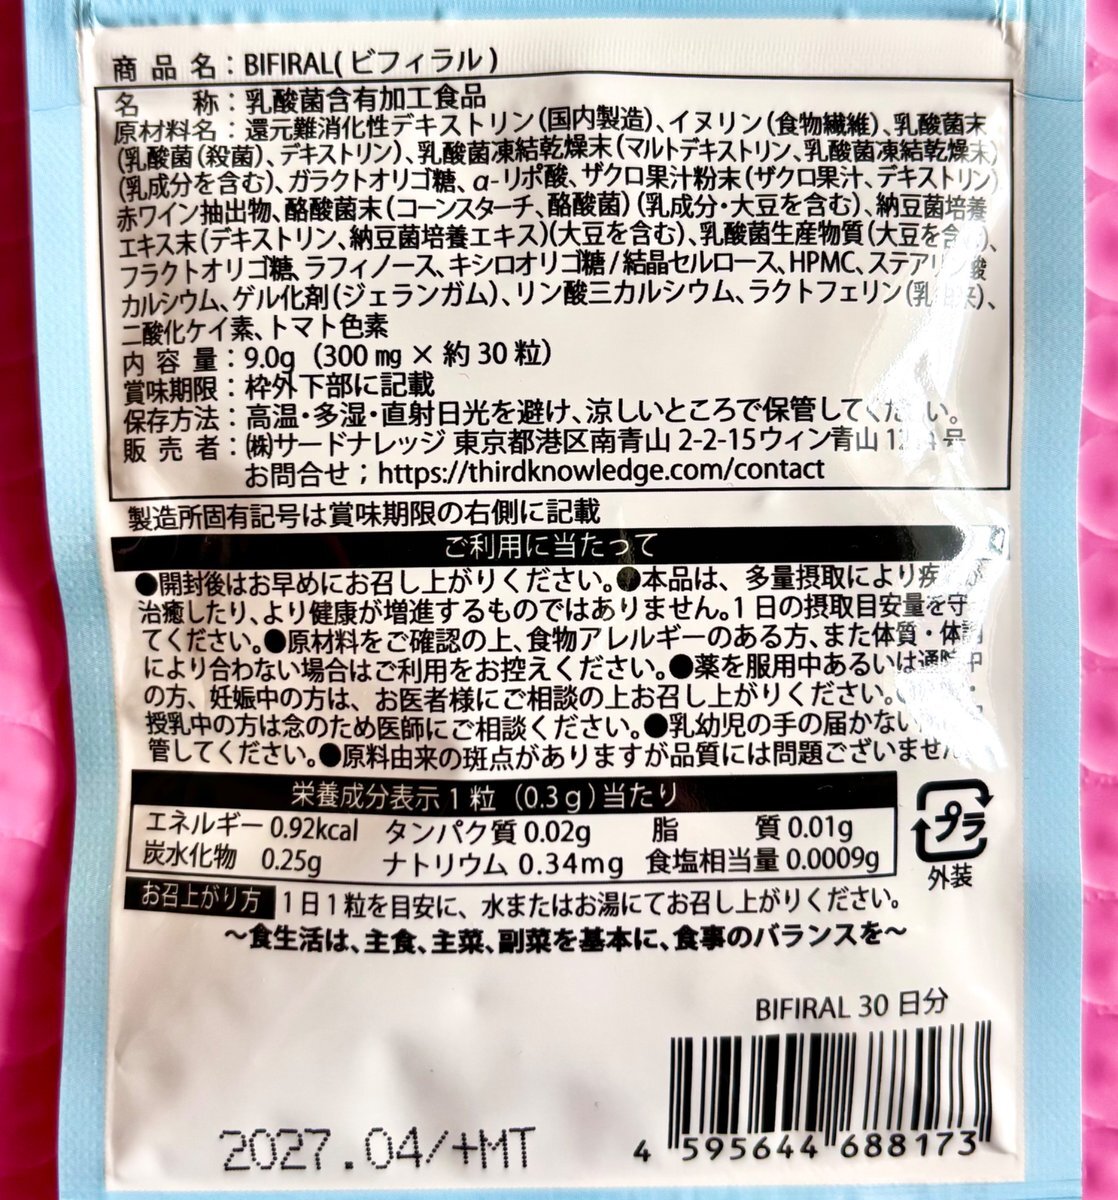 商品名：BIFIRAL(ビフィラル)
名称：乳酸菌含有加工食品
原材料名：還元難消化性デキストリン(国内製造)、イヌリン(食物繊維)、乳酸菌末
(乳酸菌(殺菌)、デキストリン)、乳酸菌凍結乾燥末(マルトデキストリン、乳酸菌凍結乾燥末)
(乳成分を含む)、ガラクトオリゴ糖、α-リポ酸、ザクロ果汁粉末(ザクロ果汁、デキストリン)
赤ワイン抽出物、酪酸菌末(コーンスターチ、酪酸菌)(乳成分・大豆を含む)、納豆菌培養
エキス末(デキストリン、納豆菌培養エキス)(大豆を含む)、乳酸菌生産物質(大豆を含)、
フラクトオリゴ糖、ラフィノース、キシロオリゴ糖/結晶セルロース、HPMC、ステアリン酸
カルシウム、ゲル化剤(ジェランガム)、リン酸三カルシウム、ラクトフェリン(乳由来)、
二酸化ケイ素、トマト色素
内容量：9.0g (300mg×約30粒)
賞味期限：枠外下部に記載
保存方法：高温・多湿・直射日光を避け、涼しいところで保管してください。
販売者：㈱サードナレッジ 東京都港区南青山2-2-15ウィン青山 号
お問合せ；https://thirdknowledge.com/contact
製造所固有記号は賞味期限の右側に記載
ご利用に当たって
●開封後はお早めにお召し上がりください。●本品は、多量摂取により疾
治癒したり、より健康が増進するものではありません。1日の摂取目安量を守
てください。●原材料をご確認の上、食物アレルギーのある方、また体質・体調
により合わない場合はご利用をお控えください。●薬を服用中あるいは通院中
の方、妊娠中の方は、お医者様にご相談の上お召し上がりください。
授乳中の方は念のため医師にご相談ください。●乳幼児の手の届かない
管してください。●原料由来の斑点がありますが品質には問題ございません
栄養成分表示1粒(0.3g)当たり
エネルギー 0.92kcal タンパク質 0.02g 脂質 0.01g
炭水化物 0.25g ナトリウム 0.34mg 食塩相当量 0.0009g
プラ
外装
お召上がり方 1日1粒を目安に、水またはお湯にてお召し上がりください。
～食生活は、主食、主菜、副菜を基本に、食事のバランスを～
BIFIRAL 30日分
2027.04/+MT
4 595644 688173